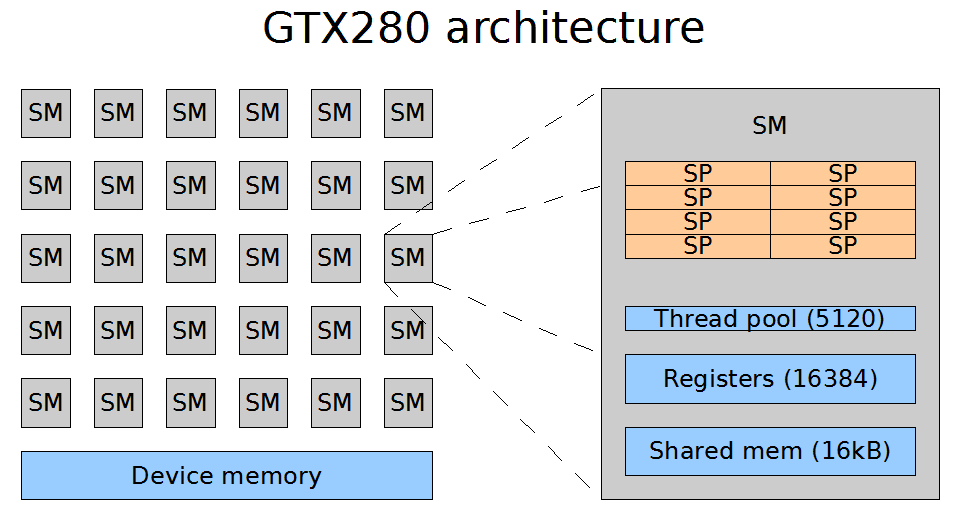 GTX280 architecture
SM SM SM SM SM SM
SM SM SM SM SM SM
SM SM SM SM SM SM
SM SM SM SM SM SM
SM SM SM SM SM SM
Device memory
SM
SP SP
SP SP
SP SP
SP SP
Thread pool (5120)
Registers (16384)
Shared mem (16kB)